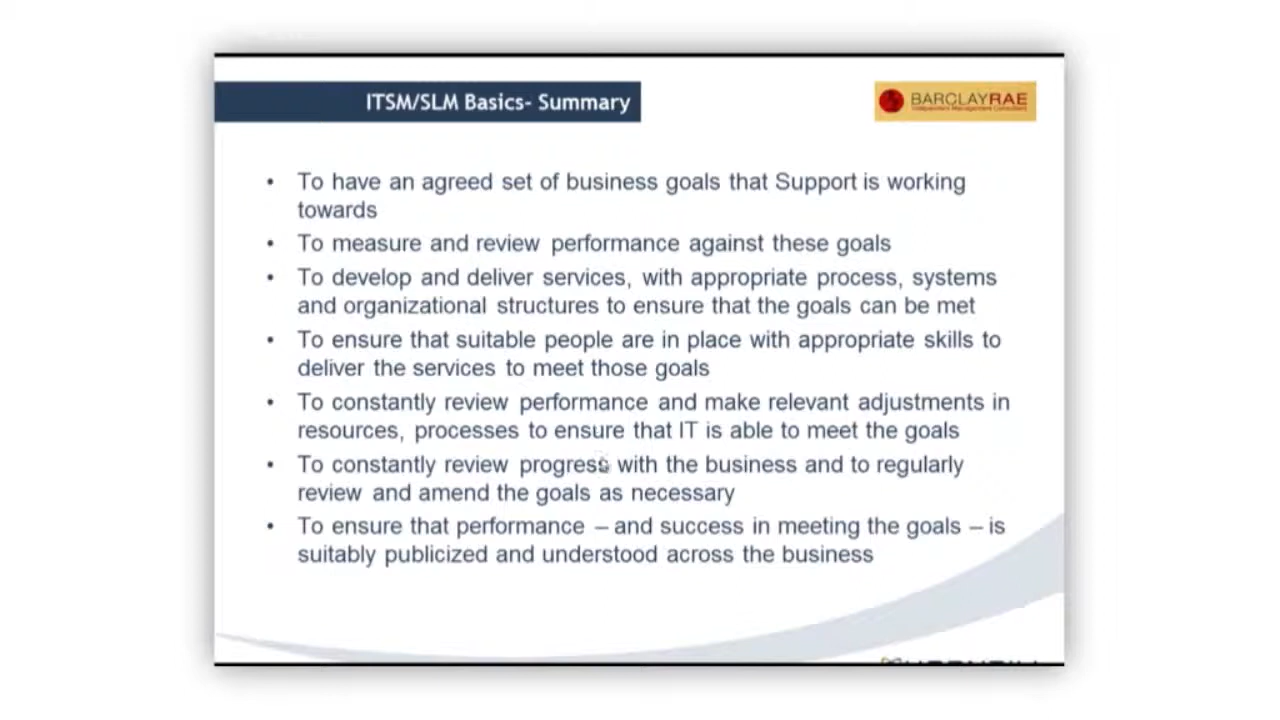 ITSM/SLM Basics- Summary
BARCLAYRAE
Independent Management Consultant
• To have an agreed set of business goals that Support is working
towards
• To measure and review performance against these goals
• To develop and deliver services, with appropriate process, systems
and organizational structures to ensure that the goals can be met
• To ensure that suitable people are in place with appropriate skills to
deliver the services to meet those goals
• To constantly review performance and make relevant adjustments in
resources, processes to ensure that IT is able to meet the goals
• To constantly review progress with the business and to regularly
review and amend the goals as necessary
• To ensure that performance – and success in meeting the goals – is
suitably publicized and understood across the business